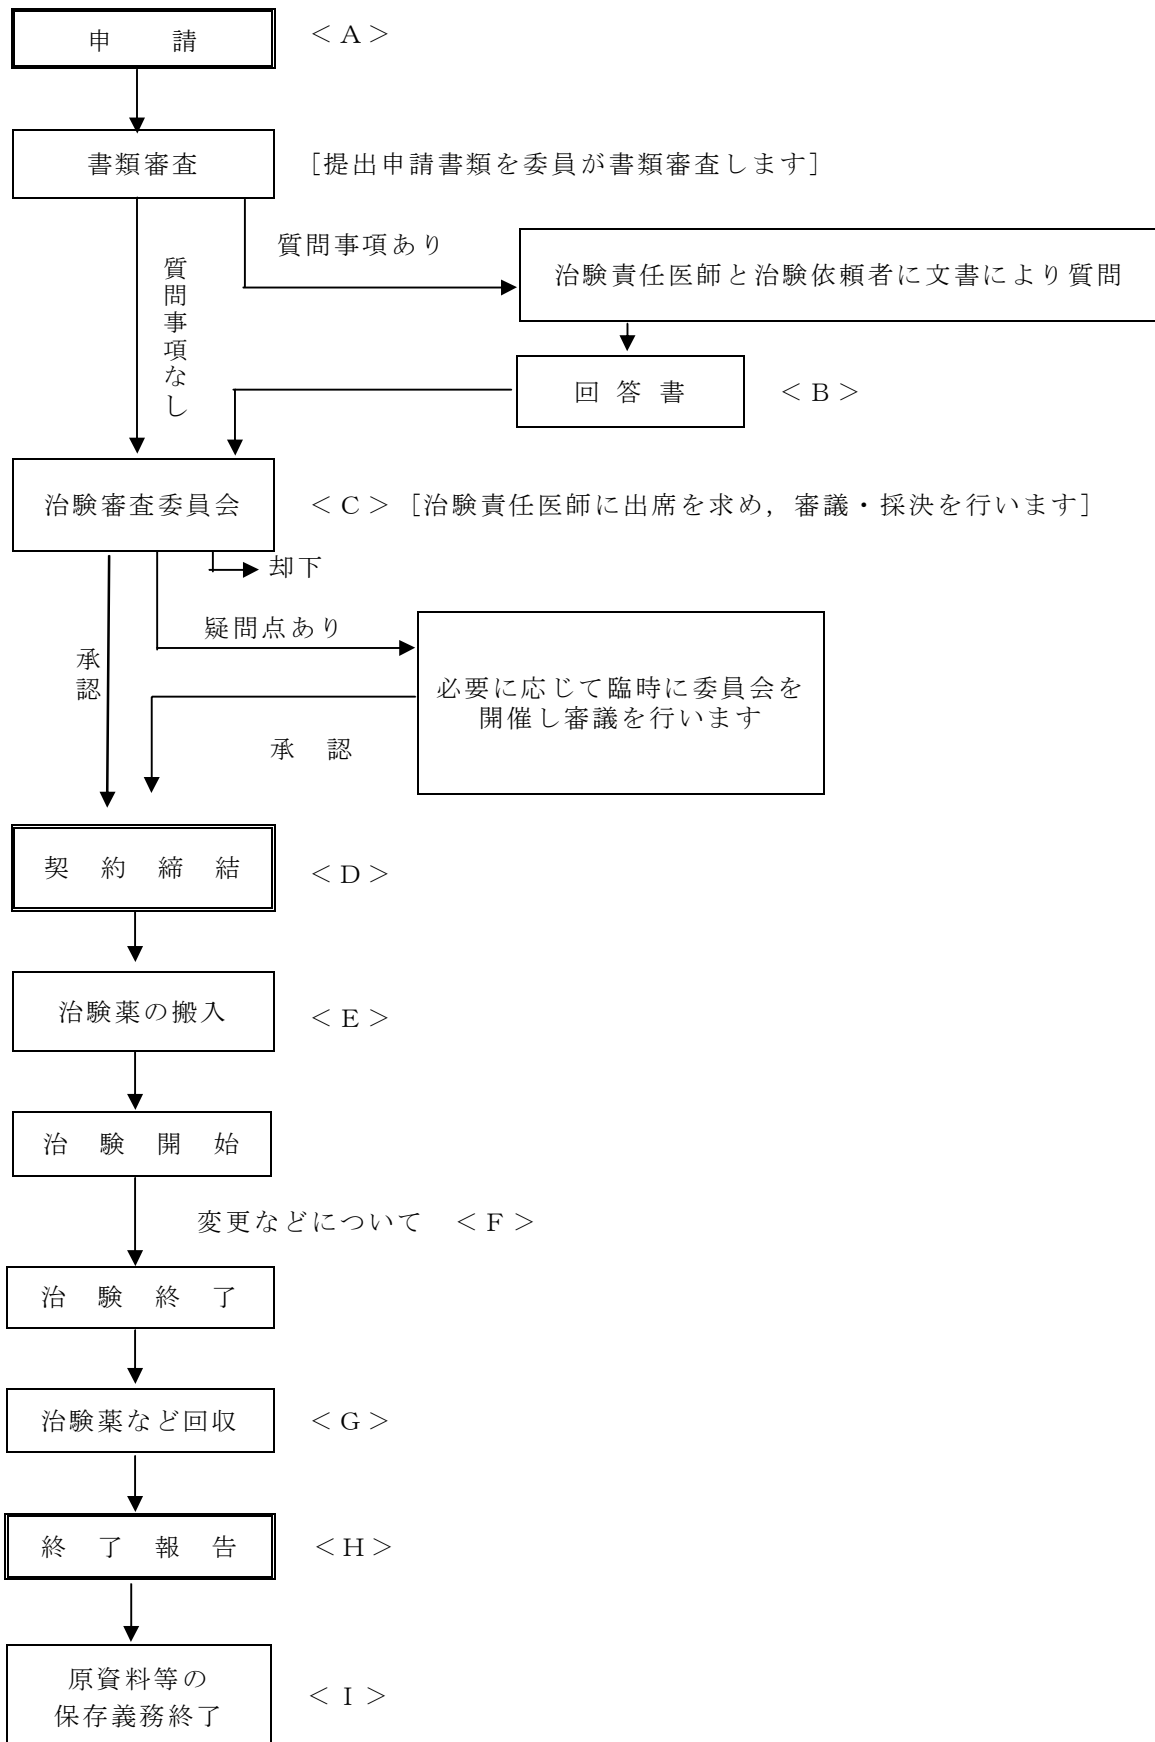 申　請
＜A＞
書類審査
［提出申請書類を委員が書類審査します］
質問事項あり
質問事項なし
治験責任医師と治験依頼者に文書により質問
回 答 書
＜B＞
治験審査委員会
＜C＞［治験責任医師に出席を求め，審議・採決を行います］
却下
疑問点あり
承認
必要に応じて臨時に委員会を
開催し審議を行います
承　認
契　約　締　結
＜D＞
治験薬の搬入
＜E＞
治　験　開　始
変更などについて　＜F＞
治　験　終　了
治験薬など回収
＜G＞
終　了　報　告
＜H＞
原資料等の
保存義務終了
＜I＞